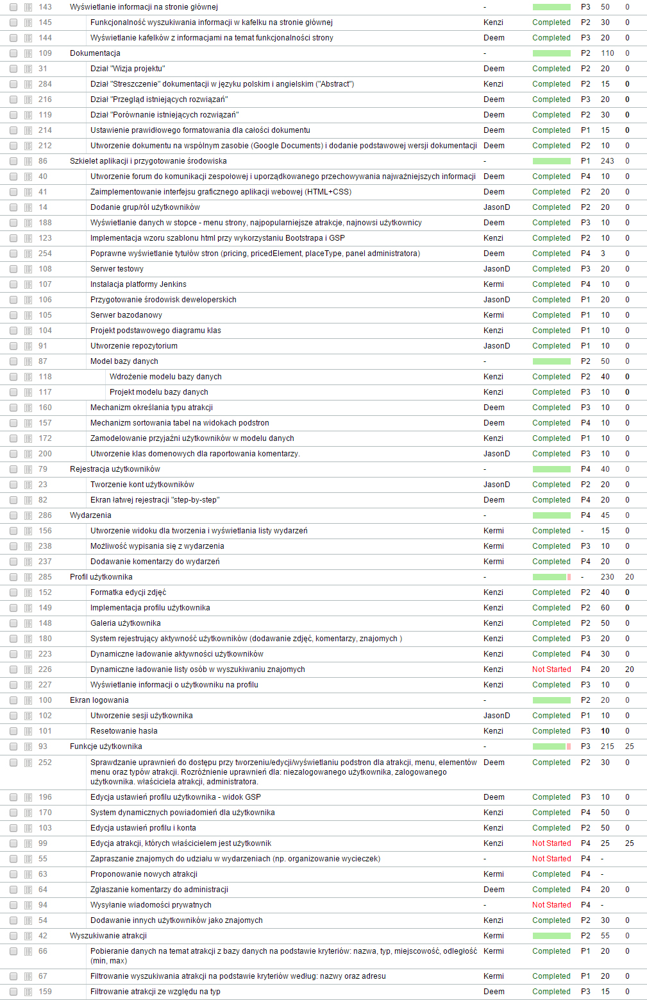 143 Wyświetlanie informacji na stronie głównej - P3 50 0
145 Funkcjonalność wyszukiwania informacji w kafelku na stronie głównej Kenzi Completed P2 30 0
144 Wyświetlanie kafelków z informacjami na temat funkcjonalności strony Deem Completed P3 20 0
109 Dokumentacja - P2 110 0
31 Dział "Wizja projektu" Deem Completed P2 20 0
284 Dział "Streszczenie" dokumentacji w języku polskim i angielskim ("Abstract") Kenzi Completed P2 15 0
216 Dział "Przegląd istniejących rozwiązań" Deem Completed P3 20 0
119 Dział "Porównanie istniejących rozwiązań" Deem Completed P2 30 0
214 Ustawienie prawidłowego formatowania dla całości dokumentu Deem Completed P1 15 0
212 Utworzenie dokumentu na wspólnym zasobie (Google Documents) i dodanie podstawowej wersji dokumentacji Deem Completed P2 10 0
86 Szkielet aplikacji i przygotowanie środowiska - P1 243 0
40 Utworzenie forum do komunikacji zespołowej i uporządkowanego przechowywania najważniejszych informacji Deem Completed P4 10 0
41 Zaimplementowanie interfejsu graficznego aplikacji webowej (HTML+CSS) Deem Completed P2 20 0
14 Dodanie grup/ról użytkowników JasonD Completed P2 20 0
188 Wyświetlanie danych w stopce - menu strony, najpopularniejsze atrakcje, najnowsi użytkownicy Deem Completed P3 10 0
123 Implementacja wzoru szablonu html przy wykorzystaniu Bootstrapa i GSP Kenzi Completed P2 10 0
254 Poprawne wyświetlanie tytułów stron (pricing, pricedElement, placeType, panel administratora) Deem Completed P4 3 0
108 Serwer testowy JasonD Completed P3 20 0
107 Instalacja platformy Jenkins Kermi Completed P4 10 0
106 Przygotowanie środowisk deweloperskich JasonD Completed P1 20 0
105 Serwer bazodanowy Kermi Completed P1 10 0
104 Projekt podstawowego diagramu klas Kenzi Completed P1 10 0
91 Utworzenie repozytorium JasonD Completed P1 10 0
87 Model bazy danych - P2 50 0
118 Wdrożenie modelu bazy danych Kenzi Completed P2 40 0
117 Projekt modelu bazy danych Kenzi Completed P3 10 0
160 Mechanizm określania typu atrakcji Deem Completed P3 10 0
157 Mechanizm sortowania tabel na widokach podstron Deem Completed P4 10 0
172 Zamodelowanie przyjaźni użytkowników w modelu danych Kenzi Completed P1 10 0
200 Utworzenie klas domenowych dla raportowania komentarzy. JasonD Completed P3 10 0
79 Rejestracja użytkowników - P4 40 0
23 Tworzenie kont użytkowników JasonD Completed P2 20 0
82 Ekran łatwej rejestracji "step-by-step" Deem Completed P4 20 0
286 Wydarzenia - P4 45 0
156 Utworzenie widoku dla tworzenia i wyświetlania listy wydarzeń Kermi Completed - 15 0
238 Możliwość wypisania się z wydarzenia Kermi Completed P3 10 0
237 Dodawanie komentarzy do wydarzeń Kermi Completed P4 20 0
285 Profil użytkownika - - 230 20
152 Formatka edycji zdjęć Kenzi Completed P2 40 0
149 Implementacja profilu użytkownika Kenzi Completed P2 60 0
148 Galeria użytkownika Kenzi Completed P2 50 0
180 System rejestrujący aktywność użytkowników (dodawanie zdjęć, komentarzy, znajomych ) Kenzi Completed P3 20 0
223 Dynamiczne ładowanie aktywności użytkowników Kenzi Completed P4 30 0
226 Dynamiczne ładowanie listy osób w wyszukiwaniu znajomych Kenzi Not Started P4 20 20
227 Wyświetlanie informacji o użytkowniku na profilu Kenzi Completed P3 10 0
100 Ekran logowania - P2 20 0
102 Utworzenie sesji użytkownika JasonD Completed P1 10 0
101 Resetowanie hasła Kenzi Completed P3 10 0
93 Funkcje użytkownika - P3 215 25
252 Sprawdzanie uprawnień do dostępu przy tworzeniu/edycji/wyświetlaniu podstron dla atrakcji, menu, elementów Deem Completed P2 30 0
menu oraz typów atrakcji. Rozróżnienie uprawnień dla: niezalogowanego użytkownika, zalogowanego
użytkownika. właściciela atrakcji, administratora.
196 Edycja ustawień profilu użytkownika - widok GSP Deem Completed P3 10 0
170 System dynamicznych powiadomień dla użytkownika Kenzi Completed P4 50 0
103 Edycja ustawień profilu i konta Kenzi Completed P2 50 0
99 Edycja atrakcji, których właścicielem jest użytkownik Kenzi Not Started P4 25 25
55 Zapraszanie znajomych do udziału w wydarzeniach (np. organizowanie wycieczek) - Not Started P4 -
63 Proponowanie nowych atrakcji Kermi Completed P4 -
64 Zgłaszanie komentarzy do administracji Deem Completed P4 20 0
94 Wysyłanie wiadomości prywatnych - Not Started P4 -
54 Dodawanie innych użytkowników jako znajomych Kenzi Completed P2 30 0
42 Wyszukiwanie atrakcji Kermi P2 55 0
66 Pobieranie danych na temat atrakcji z bazy danych na podstawie kryteriów: nazwa, typ, miejscowość, odległość Kermi Completed P1 20 0
(min, max)
67 Filtrowanie wyszukiwania atrakcji na podstawie kryteriów według: nazwy oraz adresu Kermi Completed P1 20 0
159 Filtrowanie atrakcji ze względu na typ Deem Completed P3 15 0